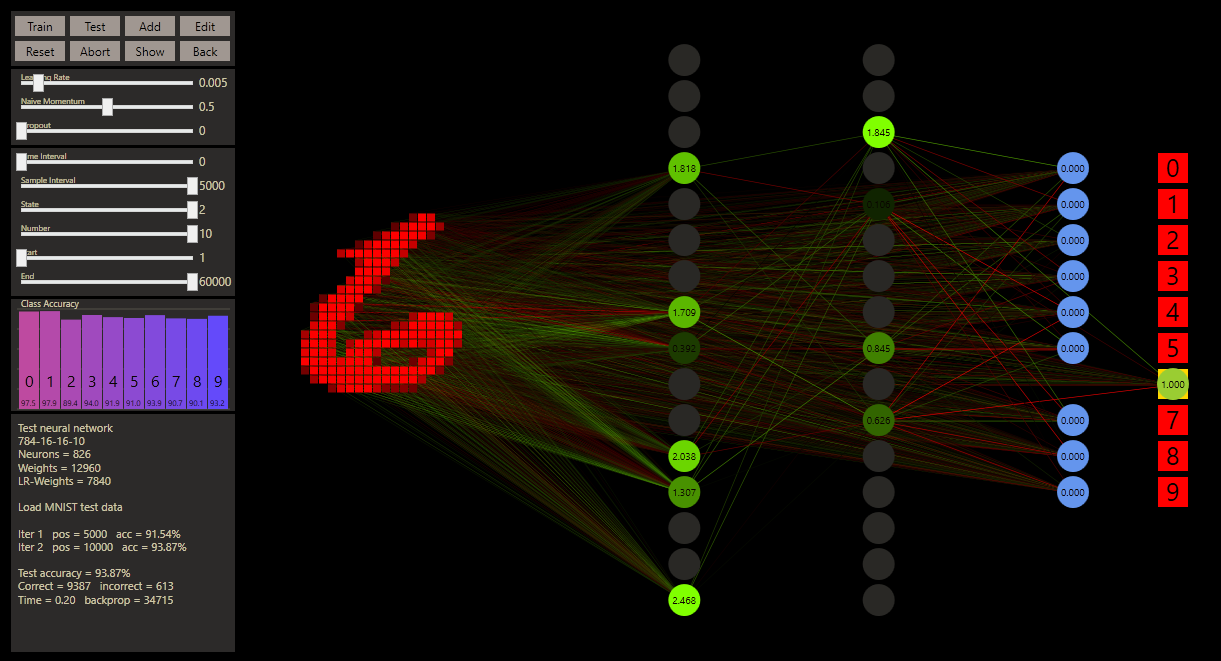 Train Test Add Edit
Reset Abort Show Back
Learning Rate 0.005
Naive Momentum 0.5
Dropout 0
Time Interval 0
Sample Interval 5000
State 2
Number 10
Start 1
End 60000
Class Accuracy
0 1 2 3 4 5 6 7 8 9
97.5 97.9 89.4 94.0 91.9 91.0 93.9 90.7 90.1 93.2
Test neural network
784-16-16-10
Neurons = 826
Weights = 12960
LR-Weights = 7840
Load MNIST test data
Iter 1 pos = 5000 acc = 91.54%
Iter 2 pos = 10000 acc = 93.87%
Test accuracy = 93.87%
Correct = 9387 incorrect = 613
Time = 0.20 backprop = 34715
1.818
1.709
0.392
2.038
1.307
2.468
1.845
0.845
0.626
0.000 0
0.000 1
0.000 2
0.000 3
0.000 4
0.000 5
1.000
0.000 7
0.000 8
0.000 9